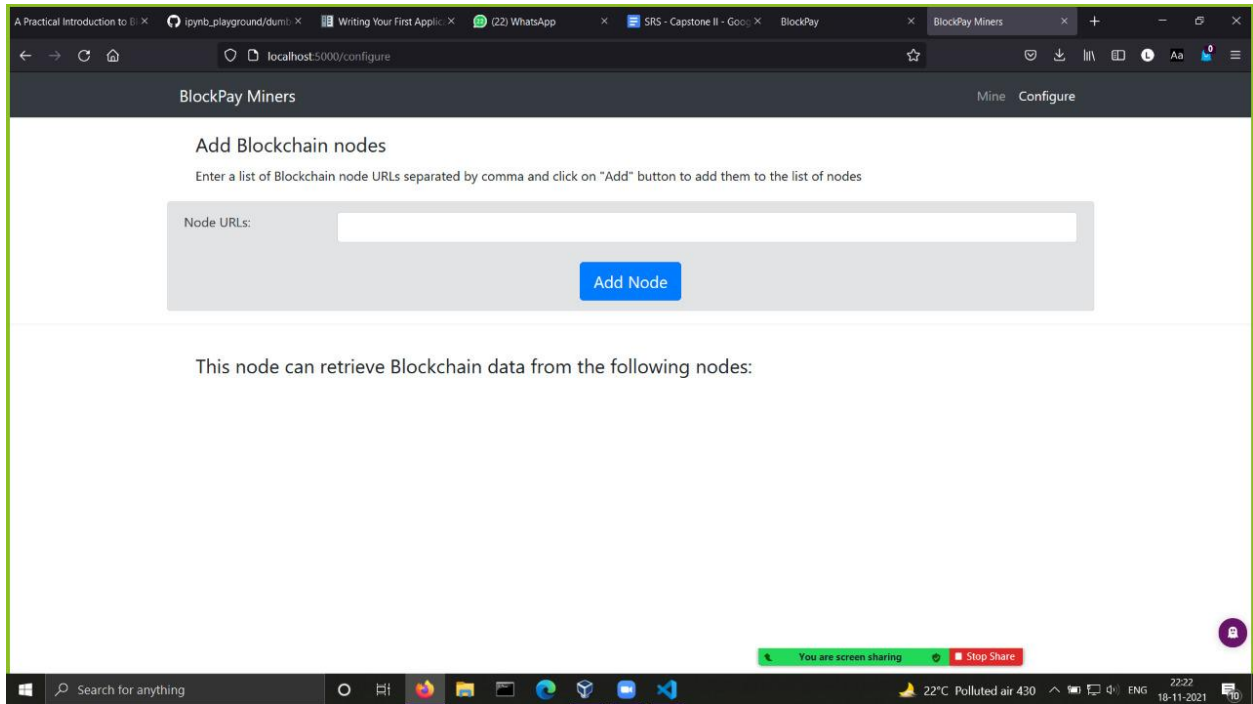 A Practical Introduction to Bl
ipynb_playground/dumb
Writing Your First Applic
(22) WhatsApp
SRS - Capstone II - Goog
BlockPay
BlockPay Miners
localhost:5000/configure
L
Aa
0
BlockPay Miners
Mine Configure
Add Blockchain nodes
Enter a list of Blockchain node URLs separated by comma and click on "Add" button to add them to the list of nodes
Node URLs:
Add Node
This node can retrieve Blockchain data from the following nodes:
You are screen sharing
Stop Share
Search for anything
22°C Polluted air 430
ENG
22:22
18-11-2021
10